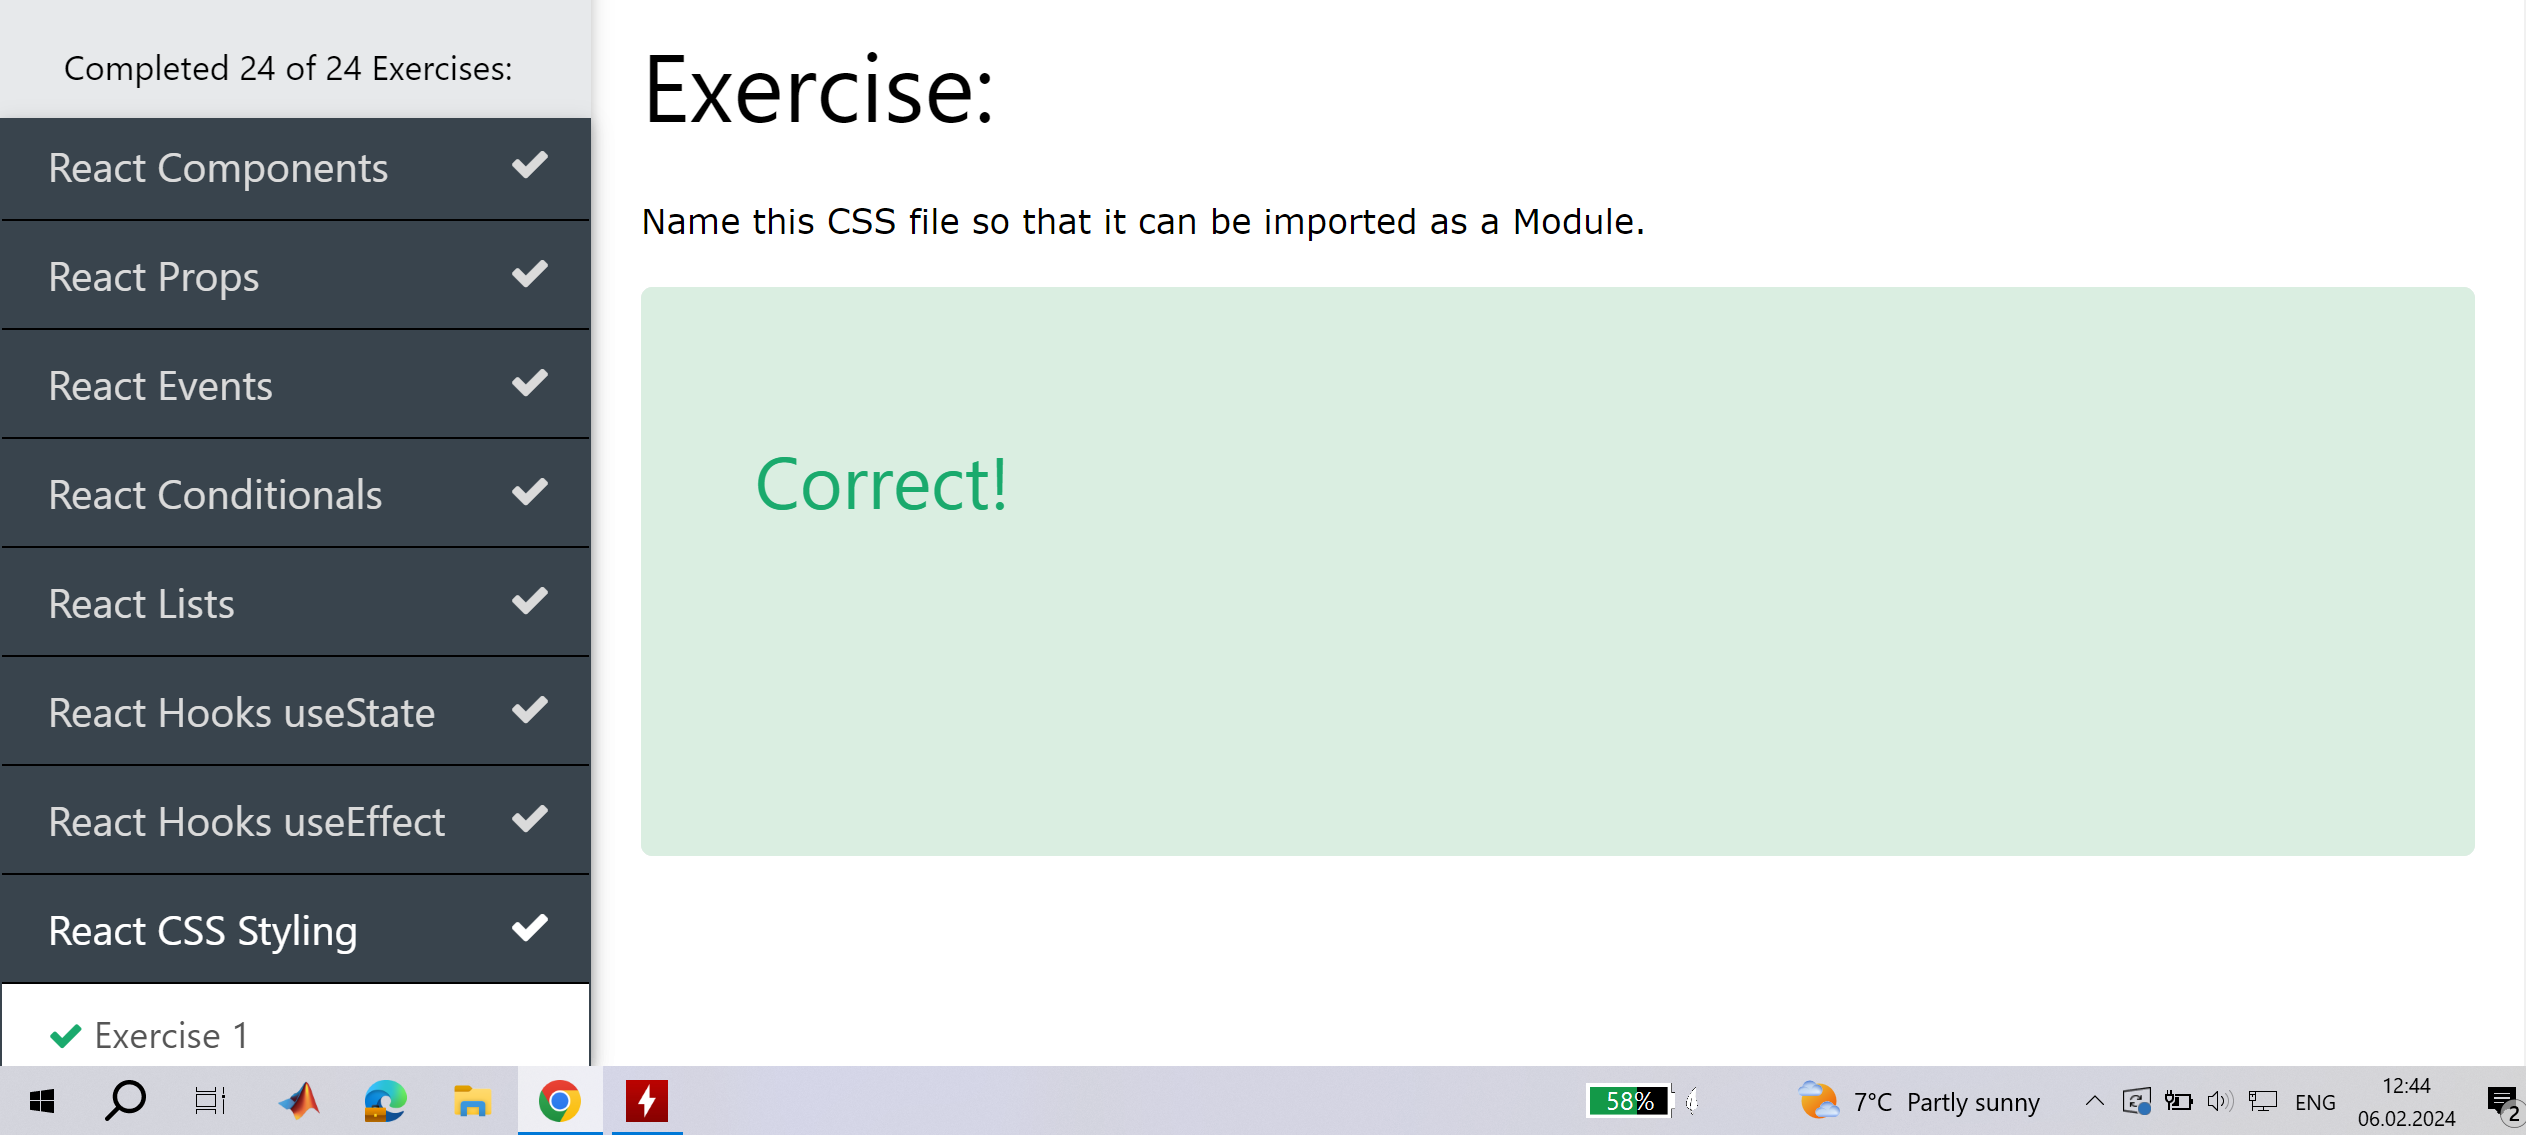 Completed 24 of 24 Exercises:
React Components
React Props
React Events
React Conditionals
React Lists
React Hooks useState
React Hooks useEffect
React CSS Styling
Exercise 1
Exercise:
Name this CSS file so that it can be imported as a Module.
Correct!
58%
7°C Partly sunny
ENG
12:44
06.02.2024
2